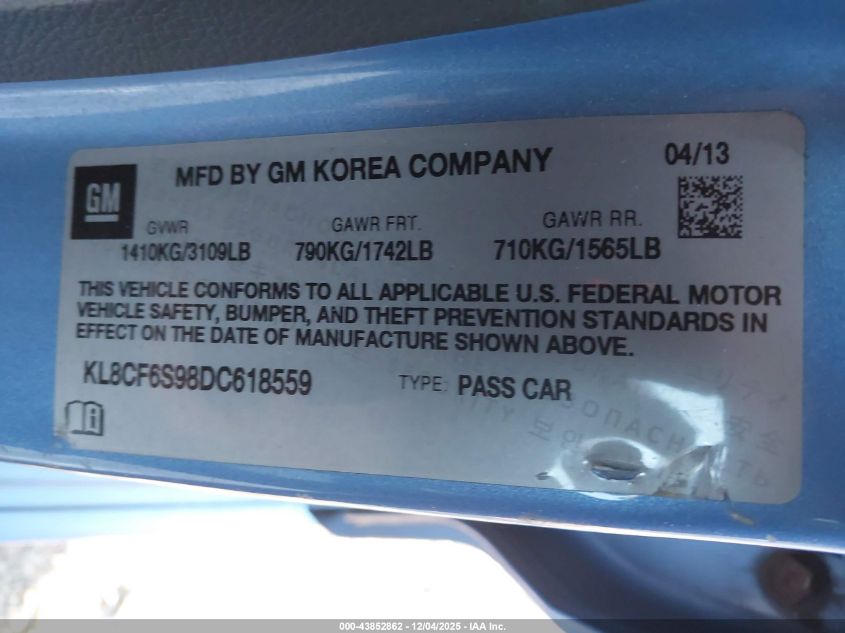 GM
MFD BY GM KOREA COMPANY
04/13
GVWR GAWR FRT. GAWR RR.
1410KG/3109LB 790KG/1742LB 710KG/1565LB
THIS VEHICLE CONFORMS TO ALL APPLICABLE U.S. FEDERAL MOTOR
VEHICLE SAFETY, BUMPER, AND THEFT PREVENTION STANDARDS IN
EFFECT ON THE DATE OF MANUFACTURE SHOWN ABOVE.
KL8CF6S98DC618559 TYPE: PASS CAR
000-43852862 - 12/04/2025 - IAA Inc.